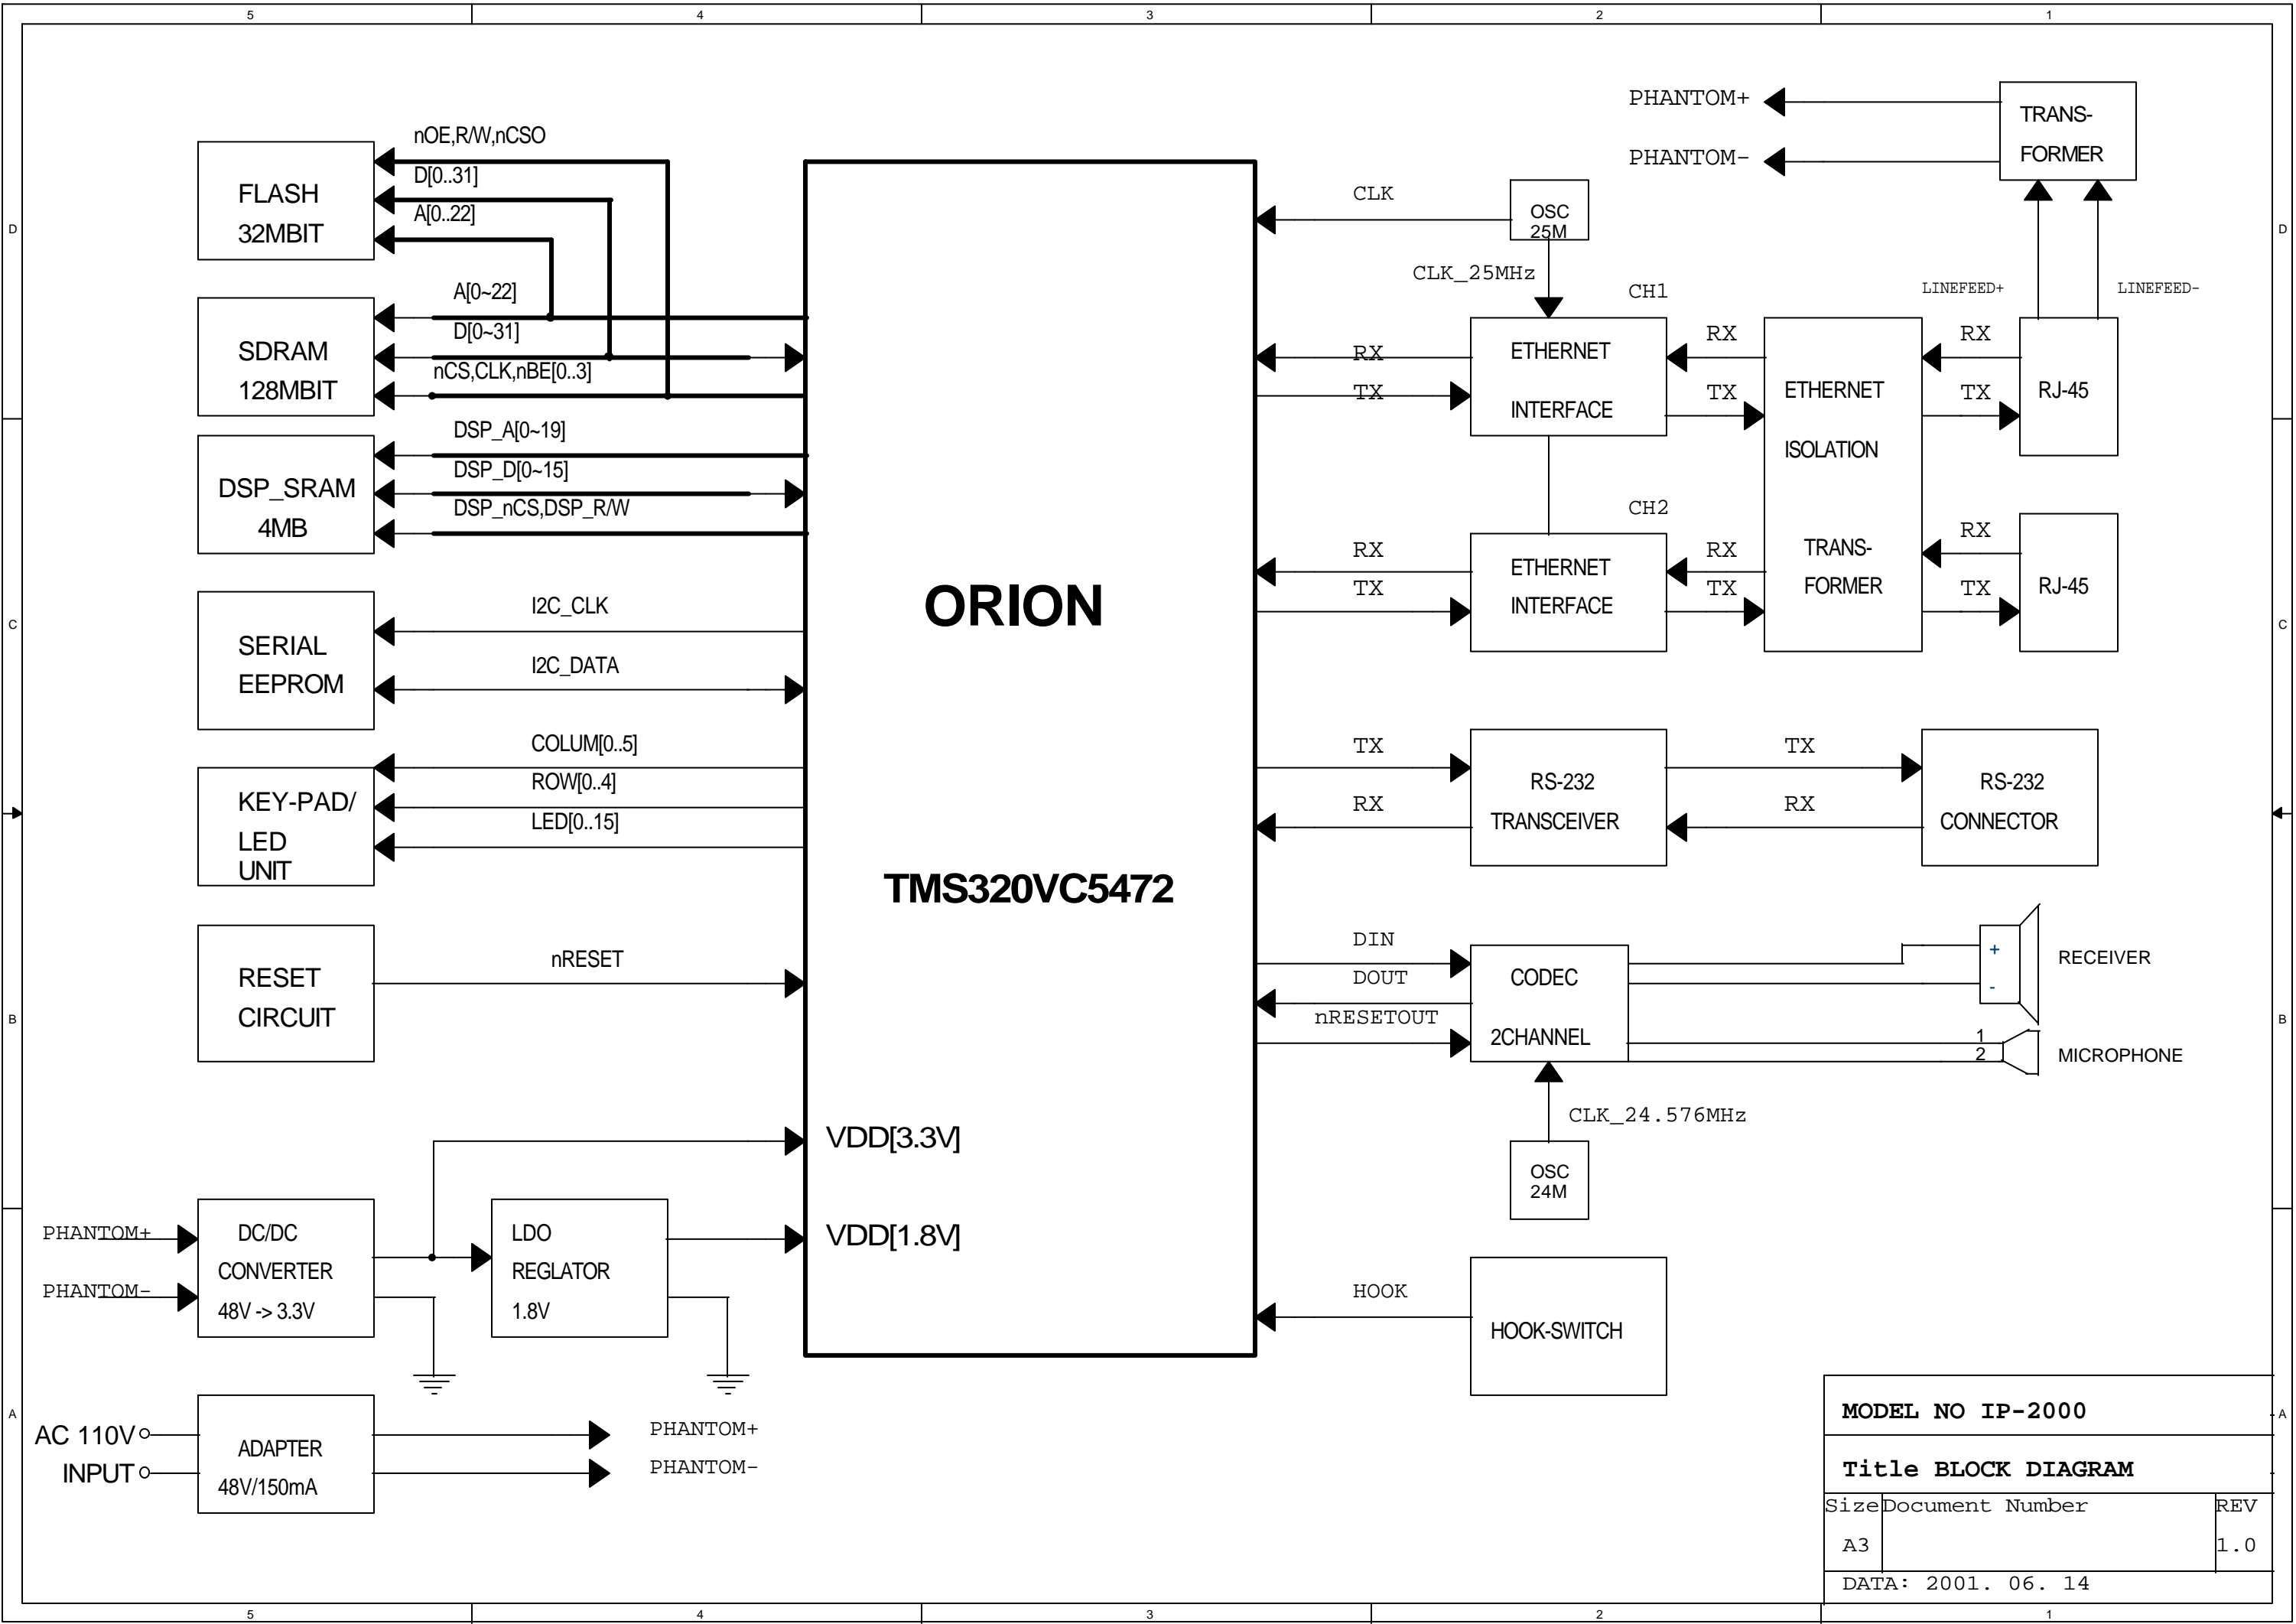 5 4 3 2 1
D
C
B
A
D
C
B
A
nOE,R/W,nCSO
D[0..31]
A[0..22]
FLASH
32MBIT
A[0~22]
D[0~31]
nCS,CLK,nBE[0..3]
SDRAM
128MBIT
DSP_A[0~19]
DSP_D[0~15]
DSP_nCS,DSP_R/W
DSP_SRAM
4MB
I2C_CLK
I2C_DATA
SERIAL
EEPROM
COLUM[0..5]
ROW[0..4]
LED[0..15]
KEY-PAD/
LED
UNIT
nRESET
RESET
CIRCUIT
PHANTOM+
PHANTOM-
DC/DC
CONVERTER
48V -> 3.3V
LDO
REGLATOR
1.8V
AC 110V
INPUT
ADAPTER
48V/150mA
PHANTOM+
PHANTOM-
ORION
TMS320VC5472
VDD[3.3V]
VDD[1.8V]
PHANTOM+
PHANTOM-
TRANS-
FORMER
CLK
OSC
25M
CLK_25MHz
LINEFEED+
LINEFEED-
CH1
RX
TX
ETHERNET
INTERFACE
RX
TX
ETHERNET
ISOLATION
TRANS-
FORMER
RX
TX
RJ-45
CH2
RX
TX
ETHERNET
INTERFACE
RX
TX
RX
TX
RJ-45
TX
RX
RS-232
TRANSCEIVER
TX
RX
RS-232
CONNECTOR
DIN
DOUT
nRESETOUT
CODEC
2CHANNEL
+
-
RECEIVER
1
2
MICROPHONE
CLK_24.576MHz
OSC
24M
HOOK
HOOK-SWITCH
MODEL NO IP-2000
Title BLOCK DIAGRAM
Size Document Number REV
A3 1.0
DATA: 2001. 06. 14
5 4 3 2 1